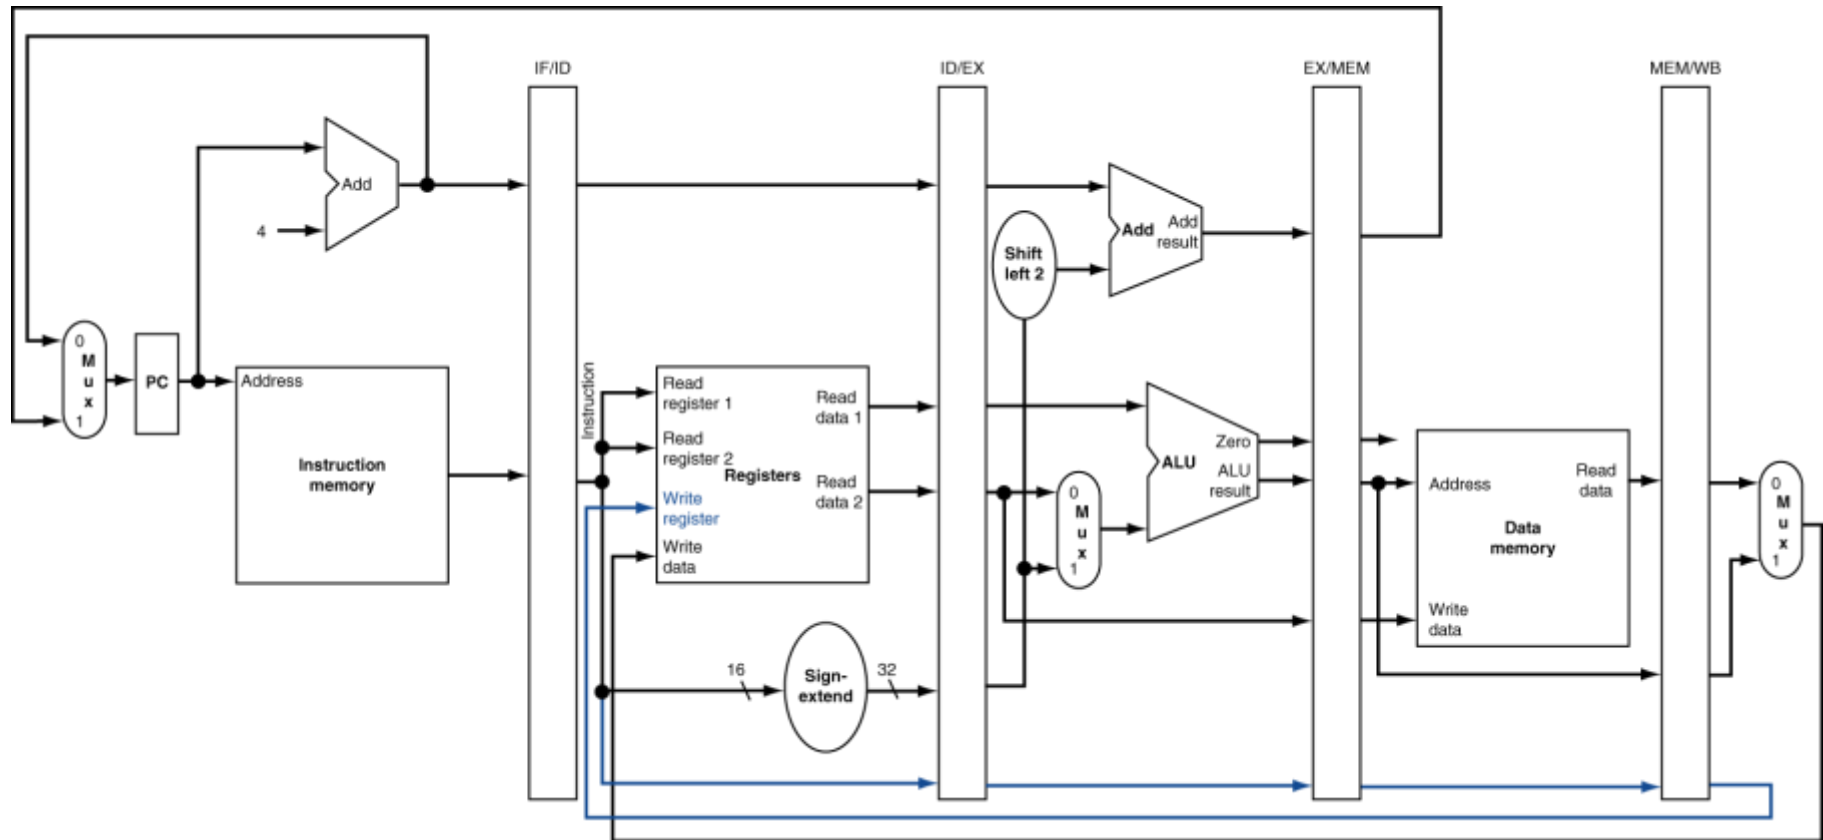 IF/ID
ID/EX
EX/MEM
MEM/WB
Add
4
Add
Add
result
Shift
left 2
0
M
u
x
1
PC
Address
Instruction
memory
Instruction
Read
register 1
Read
register 2
Write
register
Write
data
Registers
Read
data 1
Read
data 2
16
Sign-
extend
32
0
M
u
x
1
ALU
Zero
ALU
result
Address
Read
data
Data
memory
Write
data
0
M
u
x
1